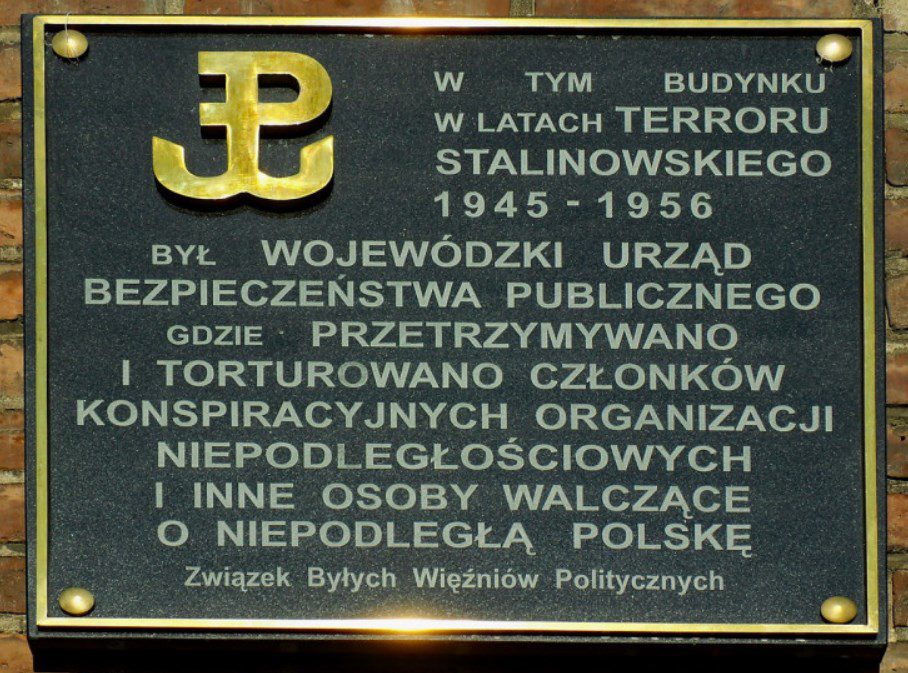 W TYM BUDYNKU
W LATACH TERRORU
STALINOWSKIEGO
1945 - 1956
BYŁ WOJEWÓDZKI URZĄD
BEZPIECZEŃSTWA PUBLICZNEGO
GDZIE PRZETRZYMYWANO
I TORTUROWANO CZŁONKÓW
KONSPIRACYJNYCH ORGANIZACJI
NIEPODLEGŁOŚCIOWYCH
I INNE OSOBY WALCZĄCE
O NIEPODLEGŁĄ POLSKĘ
Związek Byłych Więźniów Politycznych